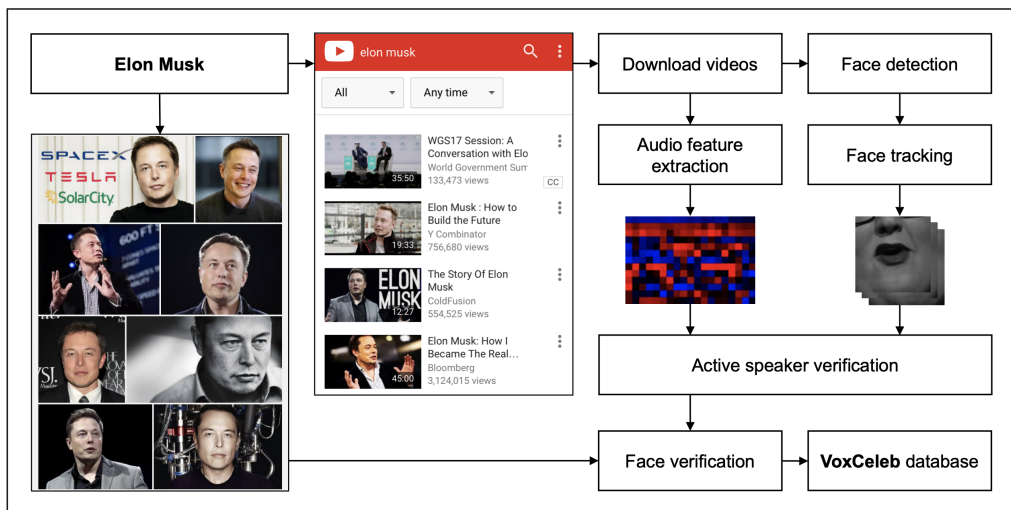 Elon Musk
elon musk
All
Any time
WGS17 Session: A
Conversation with Elo
World Government Sum
133,473 views
CC
35:50
Elon Musk : How to
Build the Future
Y Combinator
756,680 views
19:33
The Story Of Elon
Musk
ColdFusion
554,525 views
ELON
MUSK
12:27
Elon Musk: How I
Became The Real...
Bloomberg
3,124,015 views
45:00
Download videos
Face detection
Audio feature
extraction
Face tracking
Active speaker verification
Face verification
VoxCeleb database
SPACEX
TESLA
SolarCity
600 FT
WSJ.